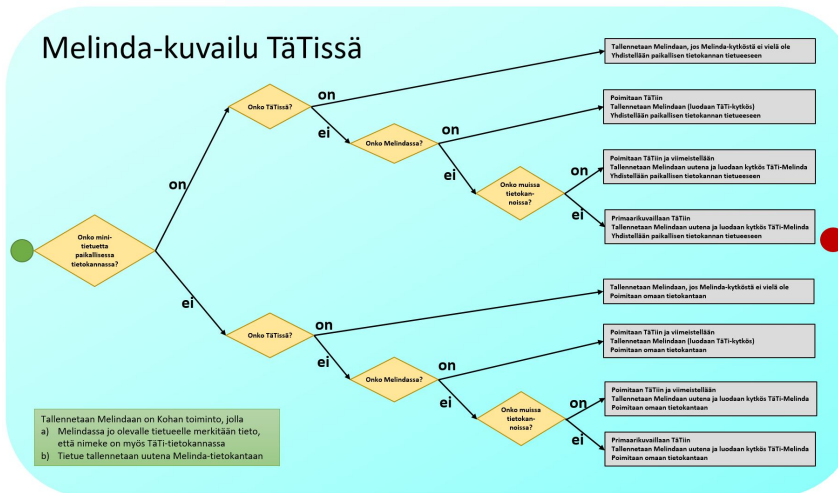 Melinda-kuvailu TäTissä
Onko mini-
tietuetta
paikallisessa
tietokannassa?
on
Onko TäTissä?
on
Tallennetaan Melindaan, jos Melinda-kytköstä ei vielä ole
Yhdistellään paikallisen tietokannan tietueeseen
ei
Onko Melindassa?
on
Poimitaan TäTiin
Tallennetaan Melindaan (luodaan TäTi-kytkös)
Yhdistellään paikallisen tietokannan tietueeseen
ei
Onko muissa
tietokan-
noissa?
on
Poimitaan TäTiin ja viimeistellään
Tallennetaan Melindaan uutena ja luodaan kytkös TäTi-Melinda
Yhdistellään paikallisen tietokannan tietueeseen
ei
Primaarikuvaillaan TäTiin
Tallennetaan Melindaan uutena ja luodaan kytkös TäTi-Melinda
Yhdistellään paikallisen tietokannan tietueeseen
ei
Onko TäTissä?
on
Tallennetaan Melindaan, jos Melinda-kytköstä ei vielä ole
Poimitaan omaan tietokantaan
ei
Onko Melindassa?
on
Poimitaan TäTiin ja viimeistellään
Tallennetaan Melindaan (luodaan TäTi-kytkös)
Poimitaan omaan tietokantaan
ei
Onko muissa
tietokan-
noissa?
on
Poimitaan TäTiin ja viimeistellään
Tallennetaan Melindaan uutena ja luodaan kytkös TäTi-Melinda
Poimitaan omaan tietokantaan
ei
Primaarikuvaillaan TäTiin
Tallennetaan Melindaan uutena ja luodaan kytkös TäTi-Melinda
Poimitaan omaan tietokantaan
Tallennetaan Melindaan on Kohan toiminto, jolla
a) Melindassa jo olevalle tietueelle merkitään tieto,
että nimeke on myös TäTi-tietokannassa
b) Tietue tallennetaan uutena Melinda-tietokantaan